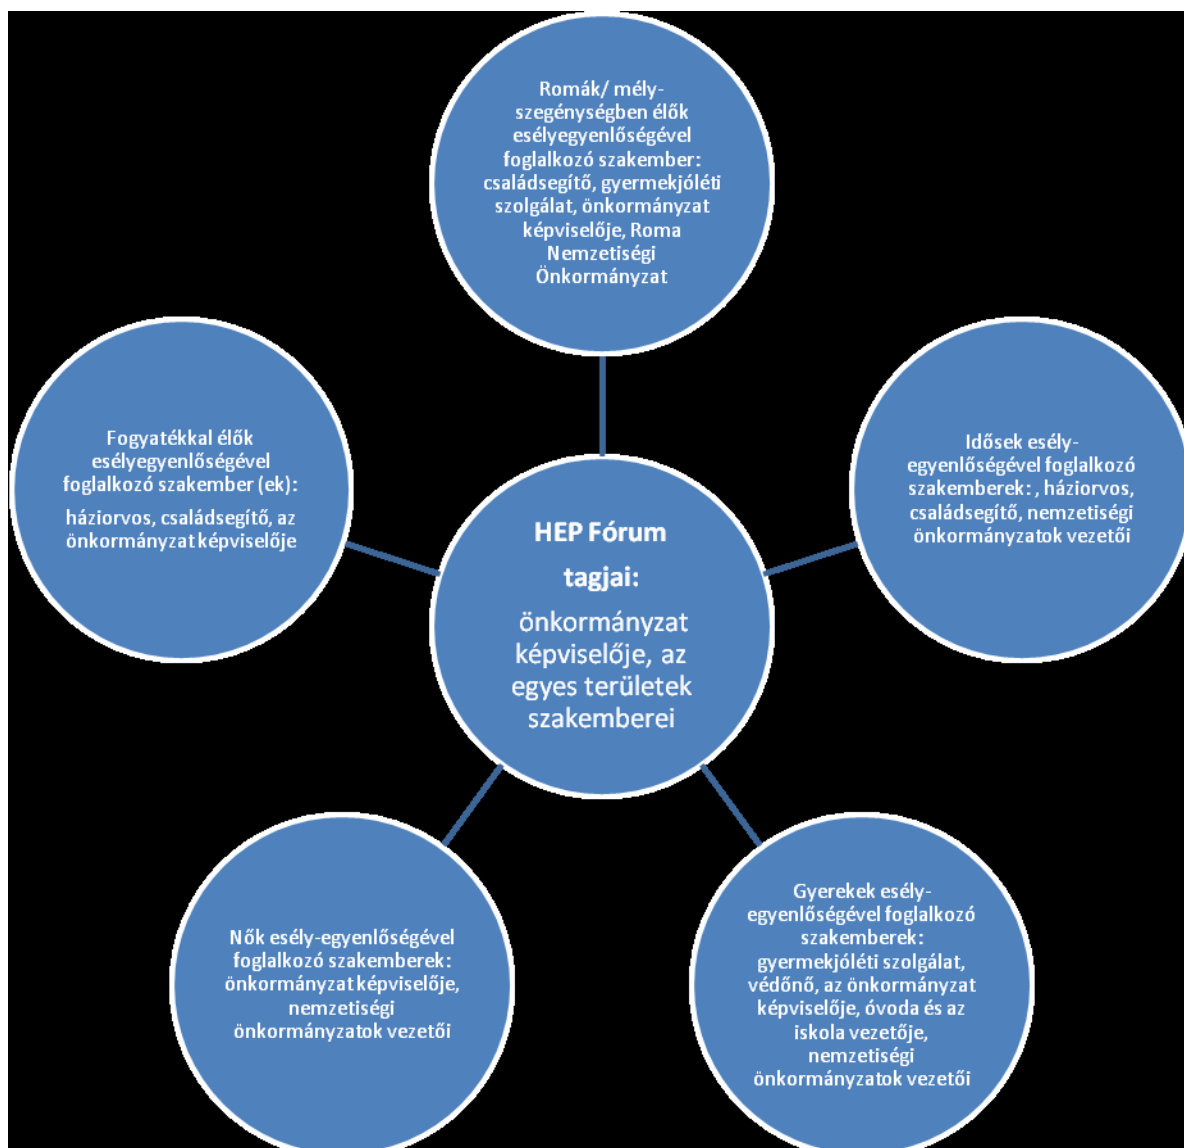 Romák/ mély-
szegénységben élők
esélyegyenlőségével
foglalkozó szakember:
családsegítő, gyermekjóléti
szolgálat, önkormányzat
képviselője, Roma
Nemzetiségi
Önkormányzat
Fogyatékkal élők
esélyegyenlőségével
foglalkozó szakember (ek):
háziorvos, családsegítő, az
önkormányzat képviselője
Idősek esély-
egyenlőségével foglalkozó
szakemberek: , háziorvos,
családsegítő, nemzetiségi
önkormányzatok vezetői
HEP Fórum
tagjai:
önkormányzat
képviselője, az
egyes területek
szakemberei
Nők esély-egyenlőségével
foglalkozó szakemberek:
önkormányzat képviselője,
nemzetiségi
önkormányzatok vezetői
Gyerekek esély-
egyenlőségével foglalkozó
szakemberek:
gyermekjóléti szolgálat,
védőnő, az önkormányzat
képviselője, óvoda és az
iskola vezetője,
nemzetiségi
önkormányzatok vezetői